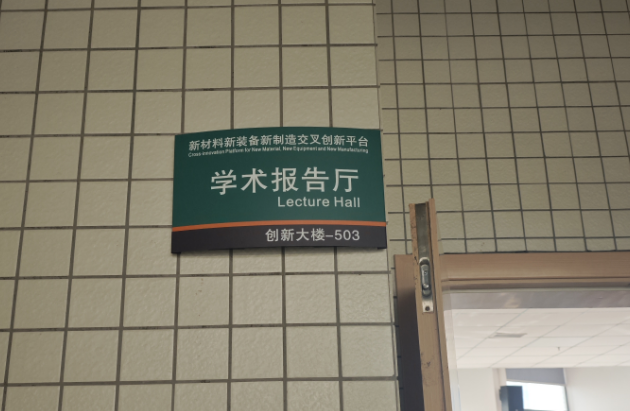 新材料新装备新制造交叉创新平台
Cross-innovation Platform for New Material, New Equipment and New Manufacturing
学术报告厅
Lecture Hall
创新大楼-503